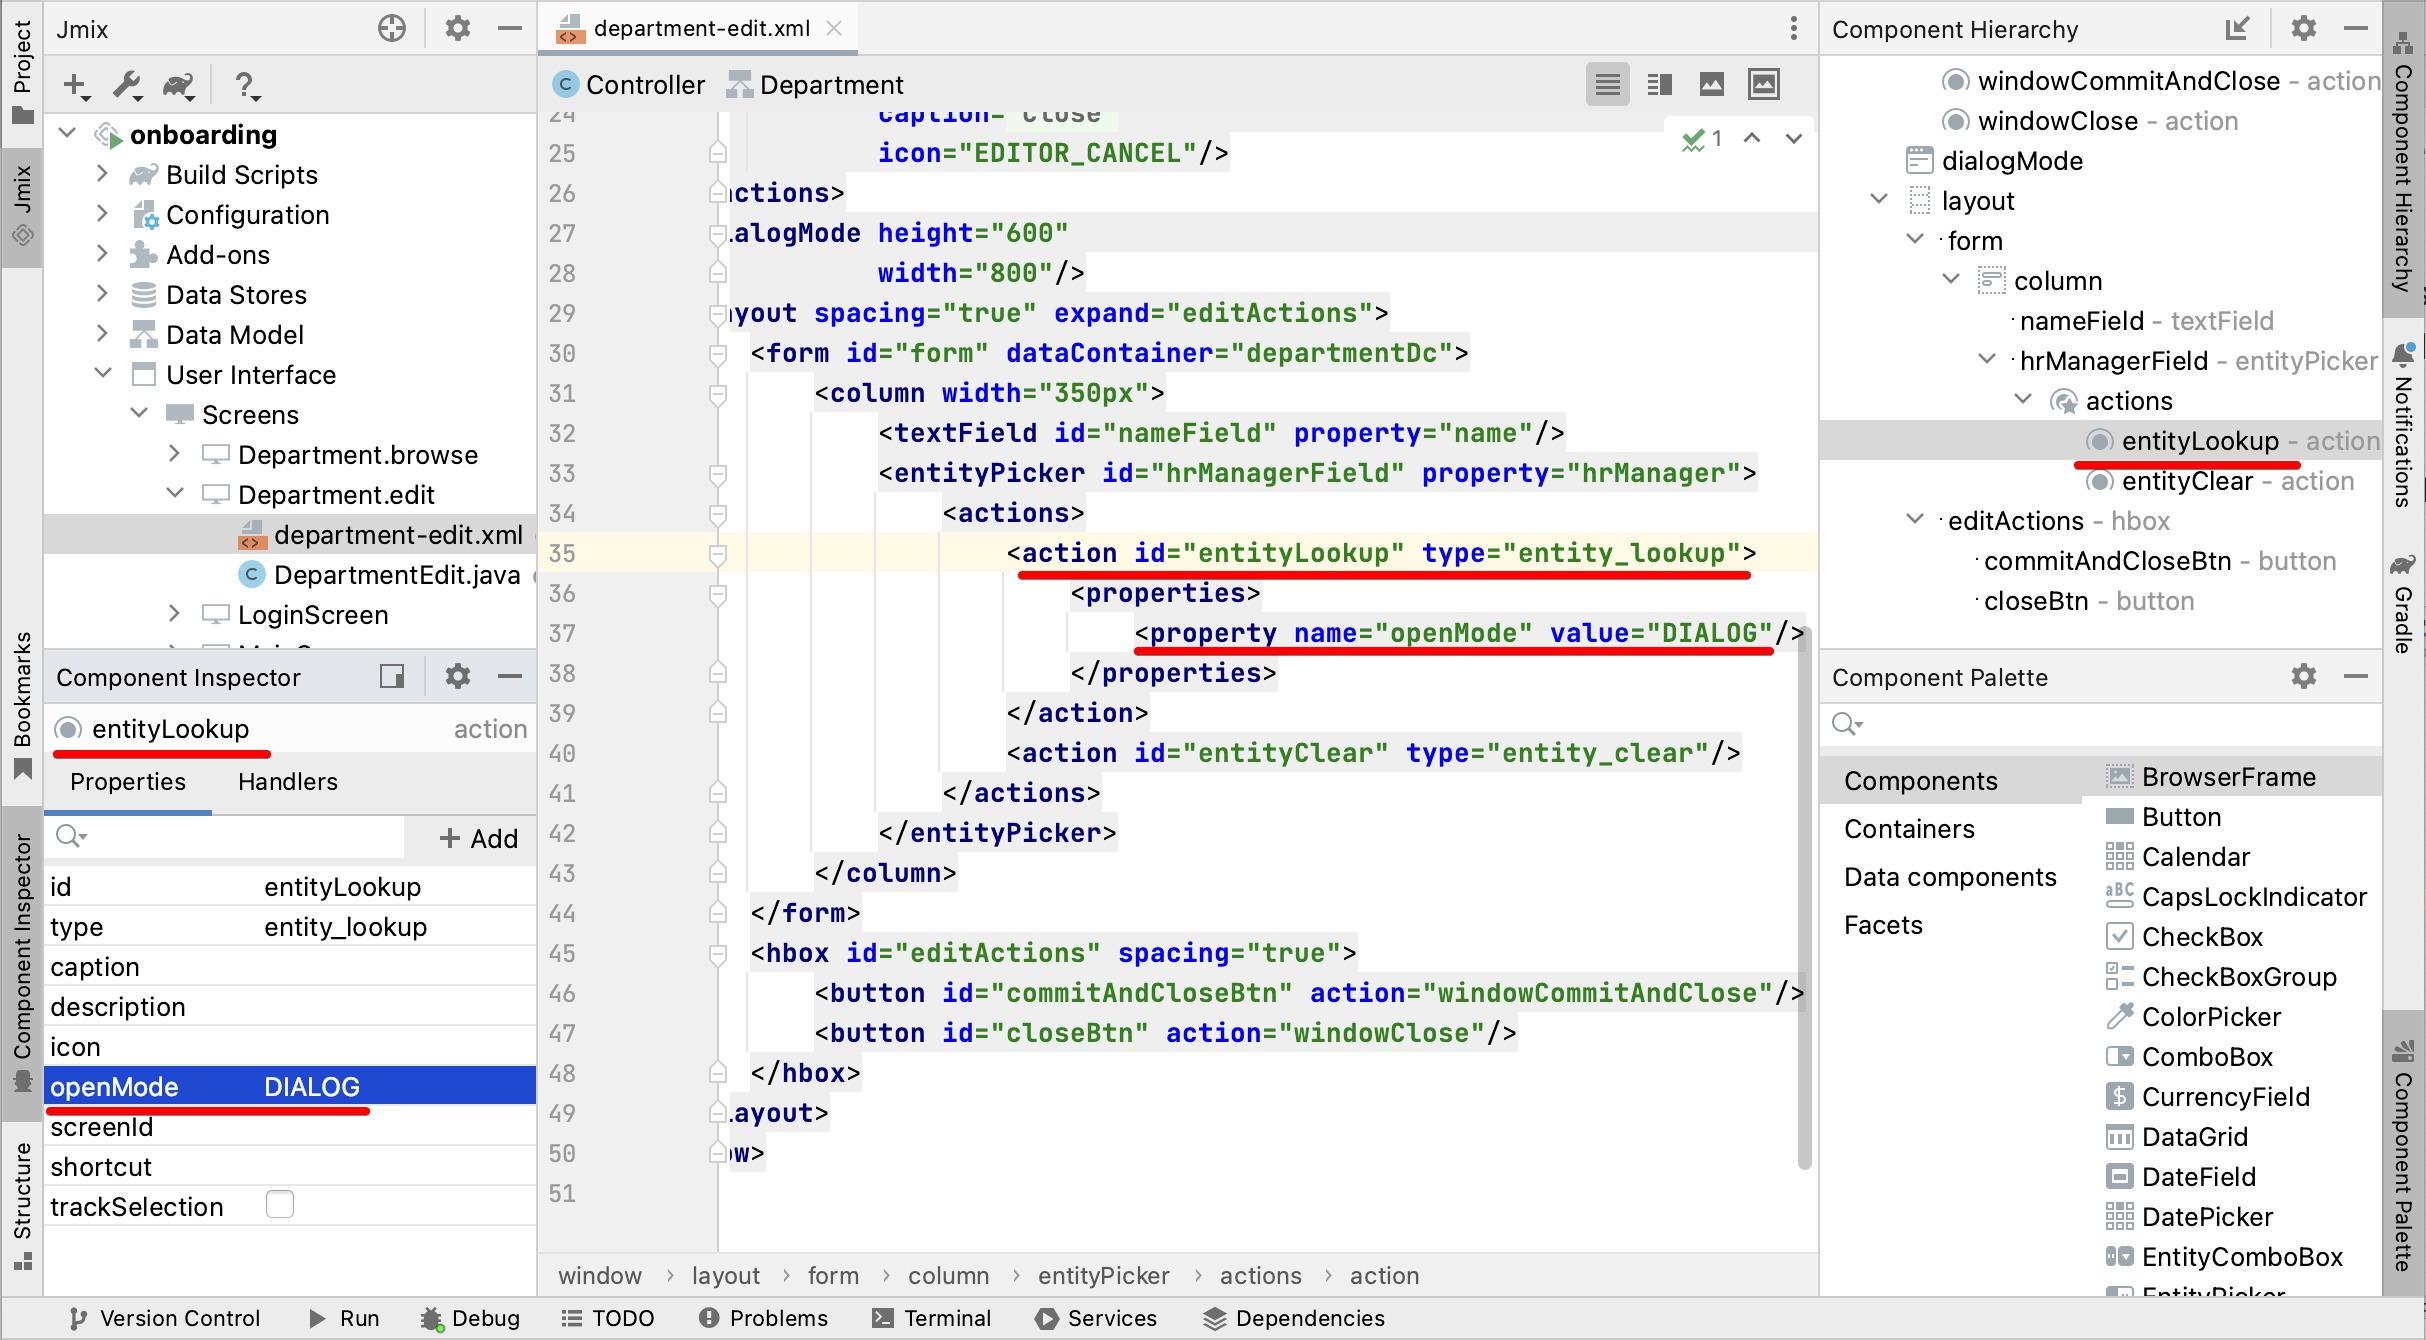 Project
Jmix
Bookmarks
Component Inspector
Structure
Jmix
onboarding
Build Scripts
Configuration
Add-ons
Data Stores
Data Model
User Interface
Screens
Department.browse
Department.edit
department-edit.xml
DepartmentEdit.java
LoginScreen
Component Inspector
entityLookup action
Properties Handlers
+ Add
id entityLookup
type entity_lookup
caption
description
icon
openMode DIALOG
screenId
shortcut
trackSelection
department-edit.xml
Controller Department
1
24 caption="Close"
25 icon="EDITOR_CANCEL"/>
26 ctions>
27 alogMode height="600"
28 width="800"/>
29 yout spacing="true" expand="editActions">
30 <form id="form" dataContainer="departmentDc">
31 <column width="350px">
32 <textField id="nameField" property="name"/>
33 <entityPicker id="hrManagerField" property="hrManager">
34 <actions>
35 <action id="entityLookup" type="entity_lookup">
36 <properties>
37 <property name="openMode" value="DIALOG"/>
38 </properties>
39 </action>
40 <action id="entityClear" type="entity_clear"/>
41 </actions>
42 </entityPicker>
43 </column>
44 </form>
45 <hbox id="editActions" spacing="true">
46 <button id="commitAndCloseBtn" action="windowCommitAndClose"/>
47 <button id="closeBtn" action="windowClose"/>
48 </hbox>
49 ayout>
50 ow>
51
window › layout › form › column › entityPicker › actions › action
Component Hierarchy
windowCommitAndClose – action
windowClose – action
dialogMode
layout
form
column
nameField – textField
hrManagerField – entityPicker
actions
entityLookup – action
entityClear – action
editActions – hbox
commitAndCloseBtn – button
closeBtn – button
Component Palette
Components
Containers
Data components
Facets
BrowserFrame
Button
Calendar
CapsLockIndicator
CheckBox
CheckBoxGroup
ColorPicker
ComboBox
CurrencyField
DataGrid
DateField
DatePicker
EntityComboBox
EntityPicker
Component Hierarchy
Notifications
Gradle
Component Palette
Version Control Run Debug TODO Problems Terminal Services Dependencies